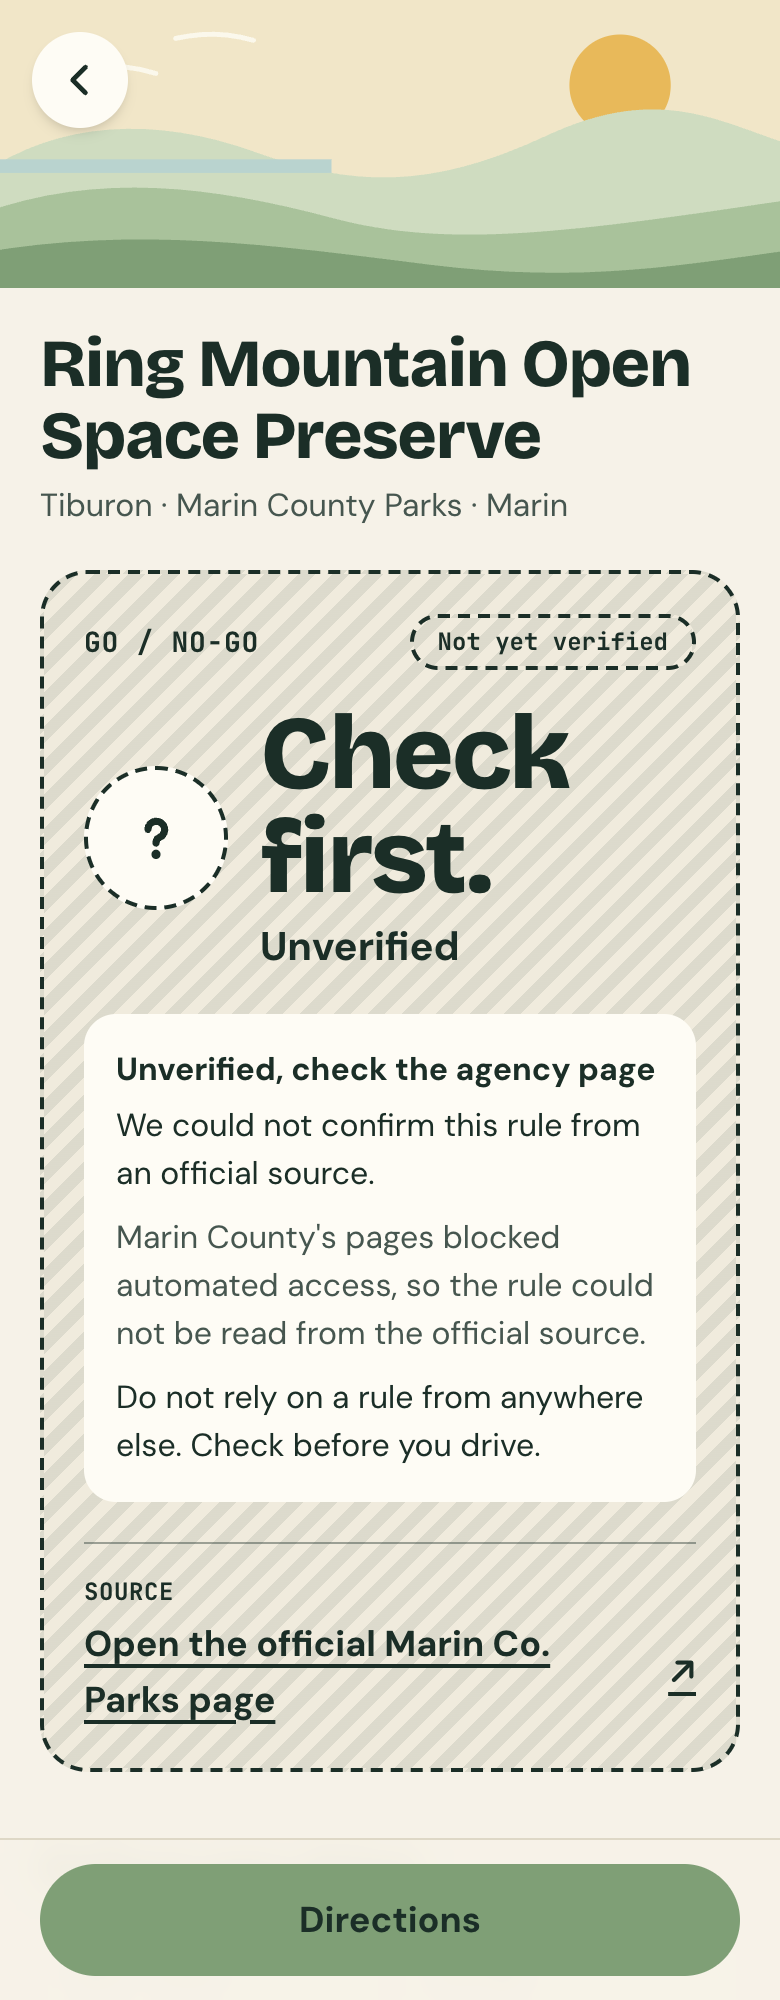 Ring Mountain Open
Space Preserve
Tiburon · Marin County Parks · Marin
GO / NO-GO
Not yet verified
?
Check
first.
Unverified
Unverified, check the agency page
We could not confirm this rule from
an official source.
Marin County's pages blocked
automated access, so the rule could
not be read from the official source.
Do not rely on a rule from anywhere
else. Check before you drive.
SOURCE
Open the official Marin Co.
Parks page
Directions